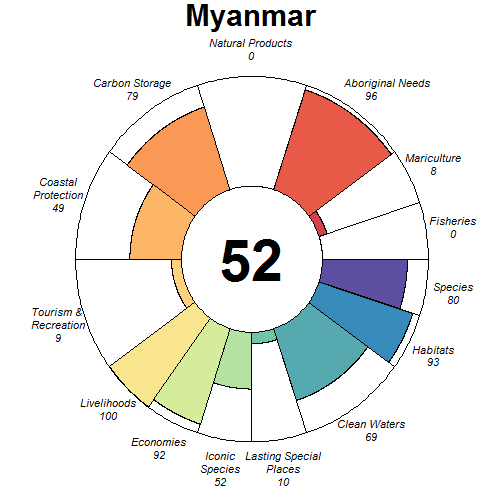 Myanmar
Natural Products
0
Carbon Storage
79
Aboriginal Needs
96
Mariculture
8
Coastal
Protection
49
Fisheries
0
52
Species
80
Tourism &
Recreation
9
Habitats
93
Livelihoods
100
Clean Waters
69
Economies
92
Iconic
Species
52
Lasting Special
Places
10